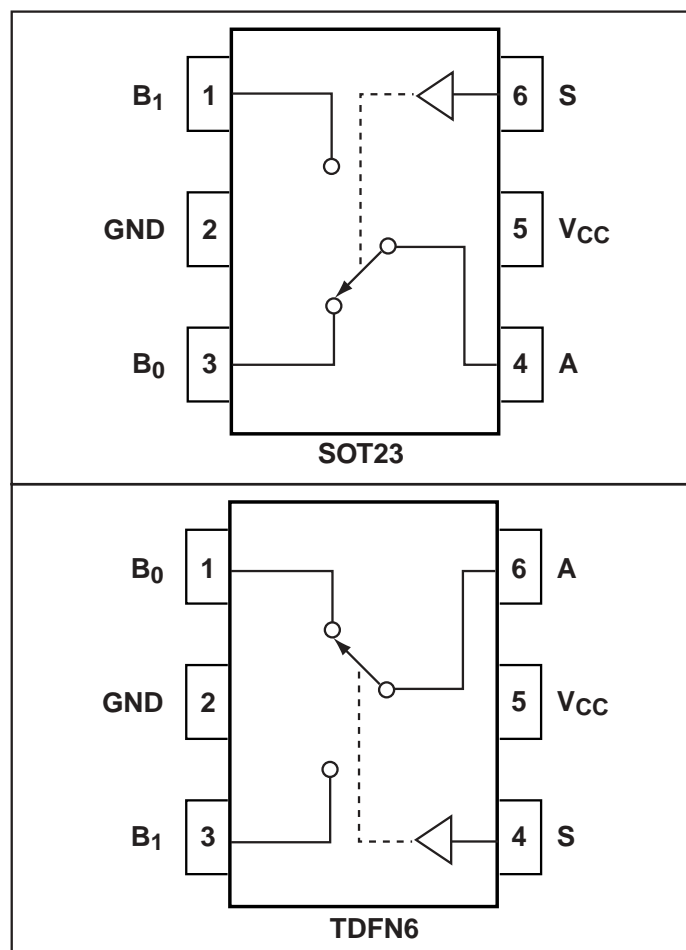 B1 1 6 S
GND 2 5 VCC
B0 3 4 A
SOT23
B0 1 6 A
GND 2 5 VCC
B1 3 4 S
TDFN6